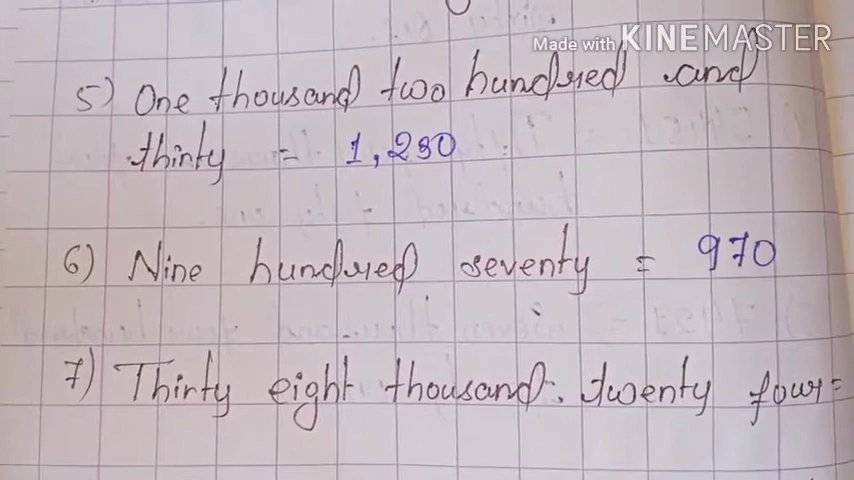 Made with KINEMASTER
5) One thousand two hundred and
thirty = 1,230
6) Nine hundred seventy = 970
7) Thirty eight thousand. twenty four=